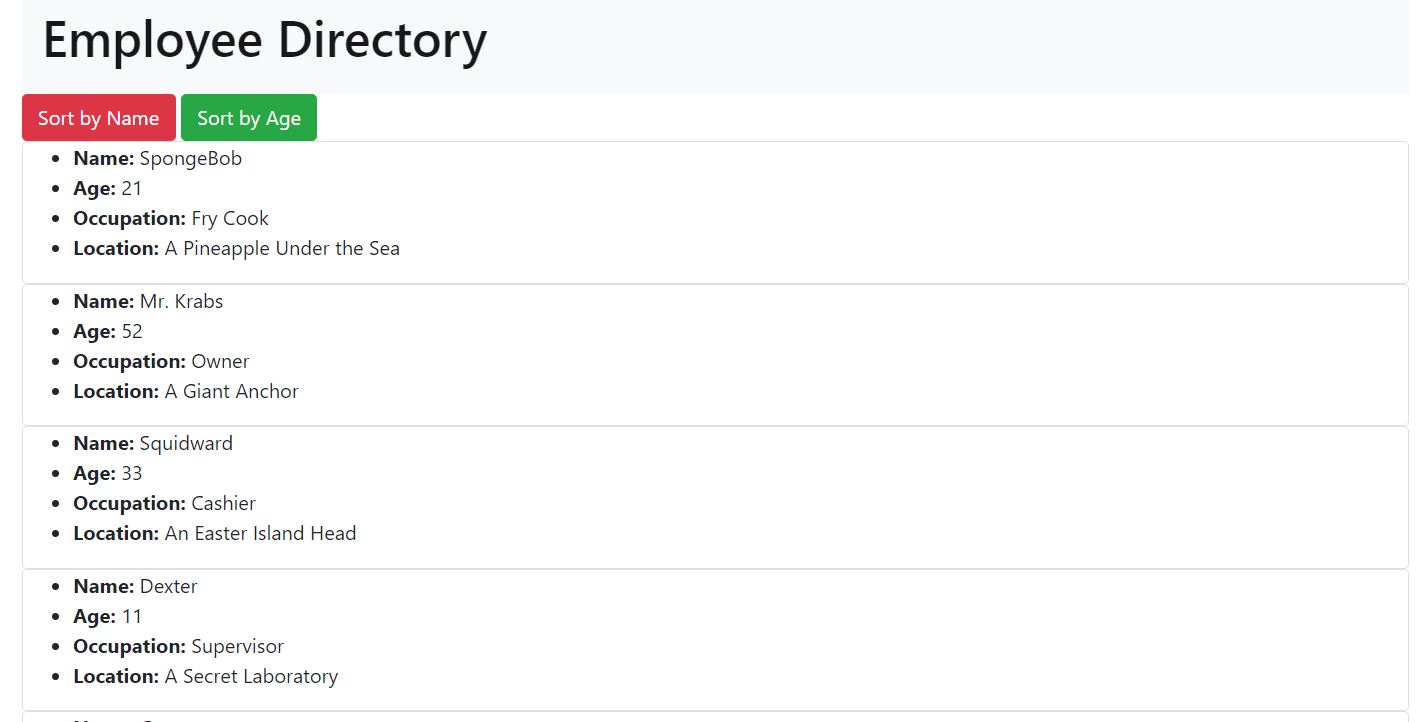 Employee Directory
Sort by Name Sort by Age
Name: SpongeBob
Age: 21
Occupation: Fry Cook
Location: A Pineapple Under the Sea
Name: Mr. Krabs
Age: 52
Occupation: Owner
Location: A Giant Anchor
Name: Squidward
Age: 33
Occupation: Cashier
Location: An Easter Island Head
Name: Dexter
Age: 11
Occupation: Supervisor
Location: A Secret Laboratory